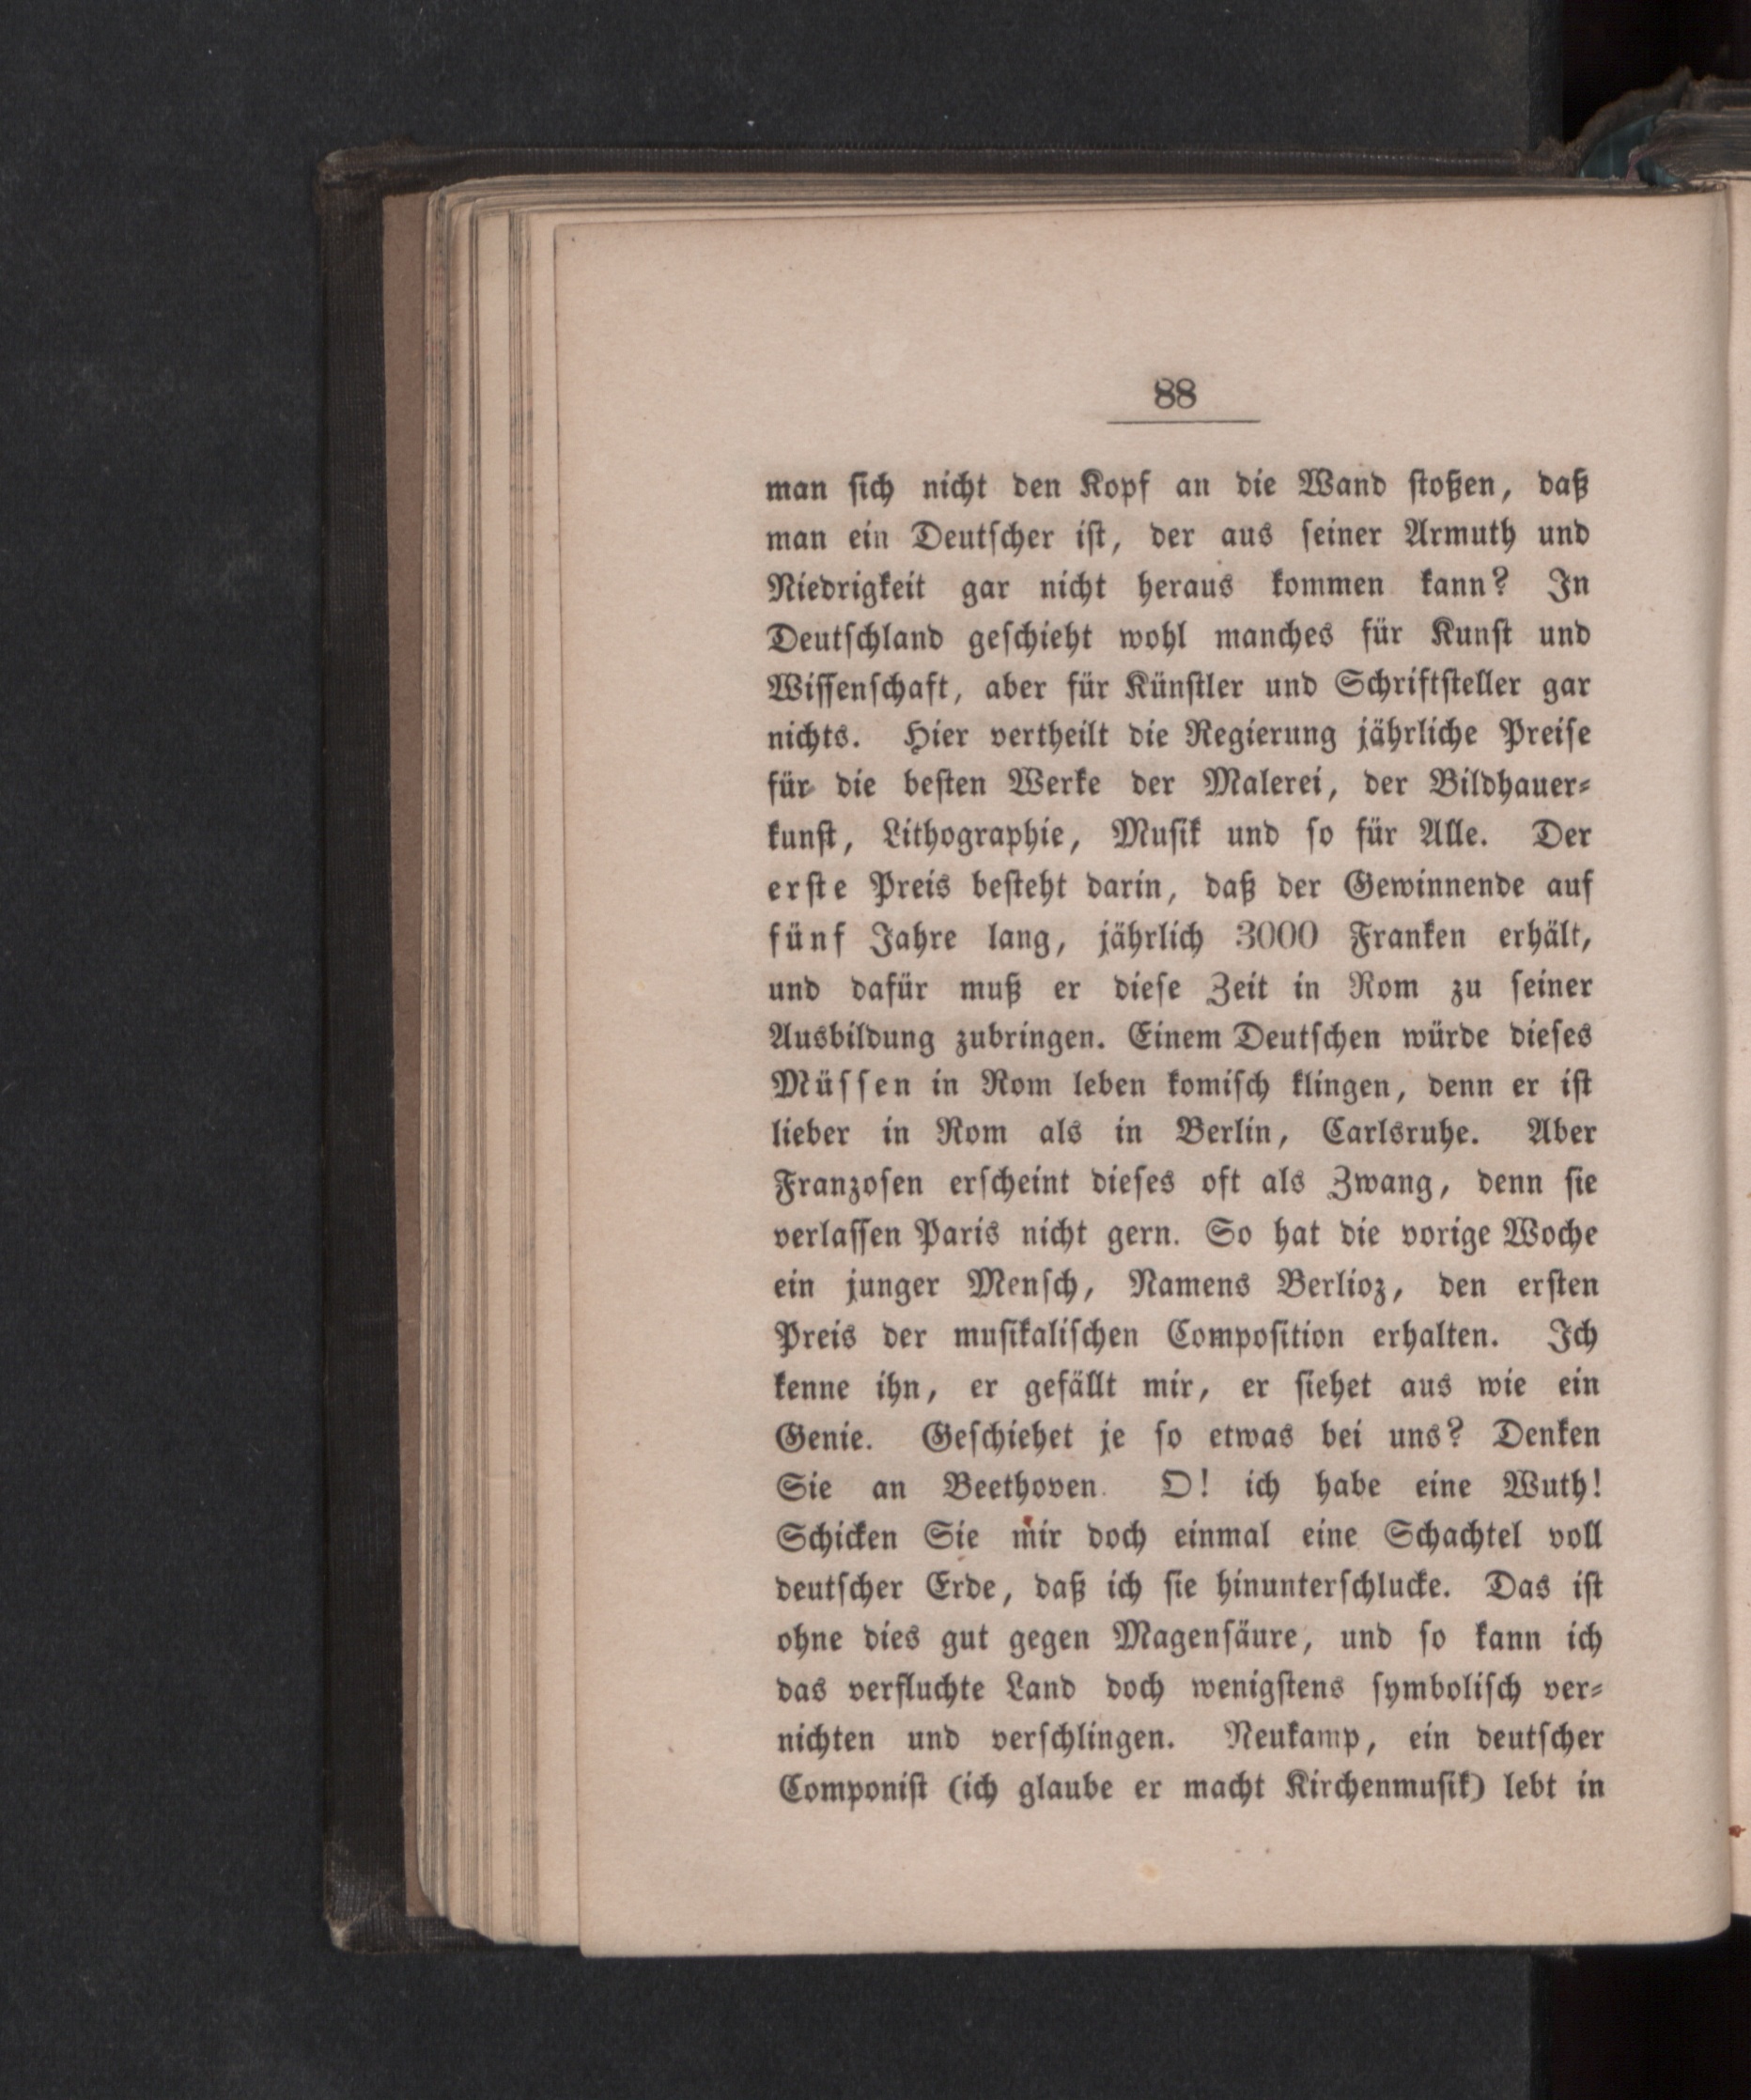 88
man sich nicht den Kopf an die Wand stoßen, daß
man ein Deutscher ist, der aus seiner Armuth und
Niedrigkeit gar nicht heraus kommen kann? In
Deutschland geschieht wohl manches für Kunst und
Wissenschaft, aber für Künstler und Schriftsteller gar
nichts. Hier vertheilt die Regierung jährliche Preise
für die besten Werke der Malerei, der Bildhauer-
kunst, Lithographie, Musik und so für Alle. Der
erste Preis besteht darin, daß der Gewinnende auf
fünf Jahre lang, jährlich 3000 Franken erhält,
und dafür muß er diese Zeit in Rom zu seiner
Ausbildung zubringen. Einem Deutschen würde dieses
Müssen in Rom leben komisch klingen, denn er ist
lieber in Rom als in Berlin, Carlsruhe. Aber
Franzosen erscheint dieses oft als Zwang, denn sie
verlassen Paris nicht gern. So hat die vorige Woche
ein junger Mensch, Namens Berlioz, den ersten
Preis der musikalischen Composition erhalten. Ich
kenne ihn, er gefällt mir, er siehet aus wie ein
Genie. Geschiehet je so etwas bei uns? Denken
Sie an Beethoven. O! ich habe eine Wuth!
Schicken Sie mir doch einmal eine Schachtel voll
deutscher Erde, daß ich sie hinunterschlucke. Das ist
ohne dies gut gegen Magensäure, und so kann ich
das verfluchte Land doch wenigstens symbolisch ver-
nichten und verschlingen. Neukamp, ein deutscher
Componist (ich glaube er macht Kirchenmusik) lebt in